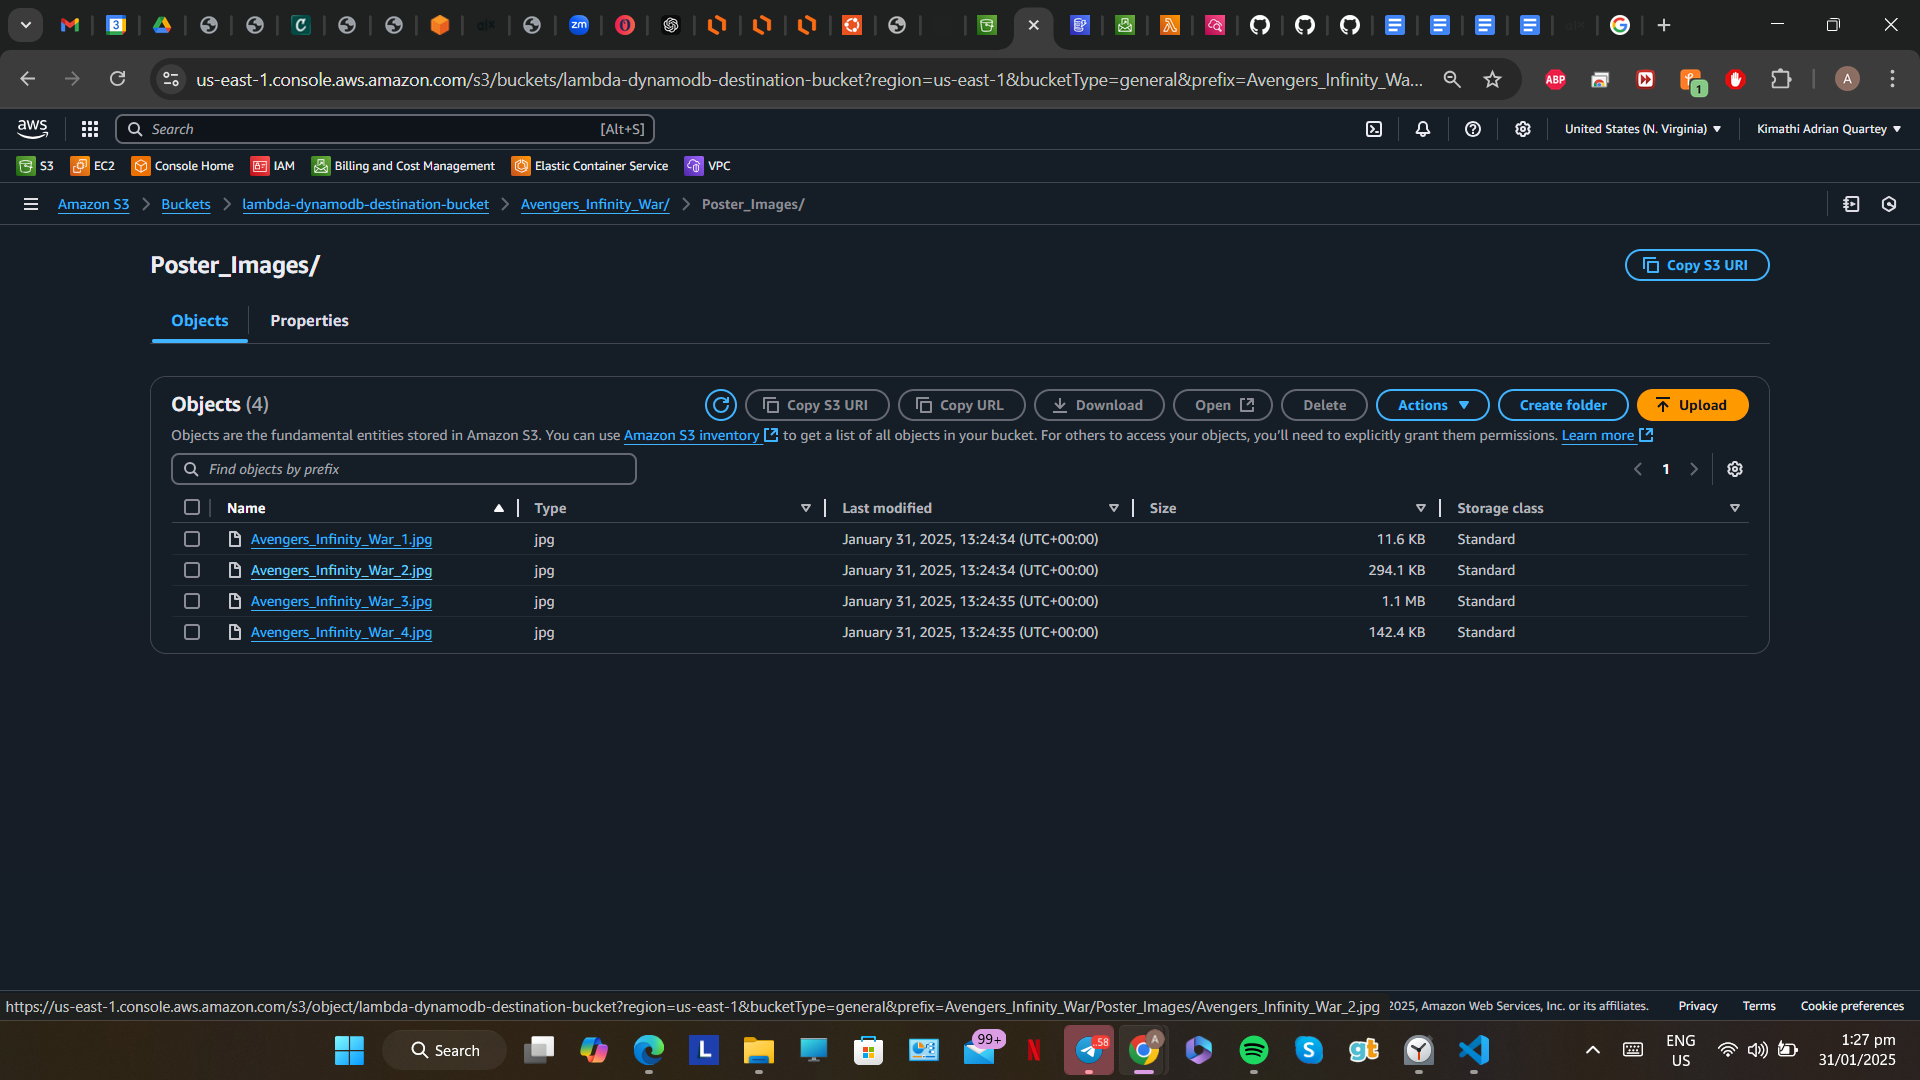 us-east-1.console.aws.amazon.com/s3/buckets/lambda-dynamodb-destination-bucket?region=us-east-1&bucketType=general&prefix=Avengers_Infinity_Wa...
ABP
1
A
aws
Search
[Alt+S]
United States (N. Virginia)
Kimathi Adrian Quartey
S3
EC2
Console Home
IAM
Billing and Cost Management
Elastic Container Service
VPC
Amazon S3
Buckets
lambda-dynamodb-destination-bucket
Avengers_Infinity_War/
Poster_Images/
Poster_Images/
Copy S3 URI
Objects
Properties
Objects (4)
Copy S3 URI
Copy URL
Download
Open
Delete
Actions
Create folder
Upload
Objects are the fundamental entities stored in Amazon S3. You can use Amazon S3 inventory to get a list of all objects in your bucket. For others to access your objects, you’ll need to explicitly grant them permissions. Learn more
Find objects by prefix
1
Name Type Last modified Size Storage class
Avengers_Infinity_War_1.jpg jpg January 31, 2025, 13:24:34 (UTC+00:00) 11.6 KB Standard
Avengers_Infinity_War_2.jpg jpg January 31, 2025, 13:24:34 (UTC+00:00) 294.1 KB Standard
Avengers_Infinity_War_3.jpg jpg January 31, 2025, 13:24:35 (UTC+00:00) 1.1 MB Standard
Avengers_Infinity_War_4.jpg jpg January 31, 2025, 13:24:35 (UTC+00:00) 142.4 KB Standard
https://us-east-1.console.aws.amazon.com/s3/object/lambda-dynamodb-destination-bucket?region=us-east-1&bucketType=general&prefix=Avengers_Infinity_War/Poster_Images/Avengers_Infinity_War_2.jpg
2025, Amazon Web Services, Inc. or its affiliates.
Privacy
Terms
Cookie preferences
Search
99+
ENG
US
1:27 pm
31/01/2025